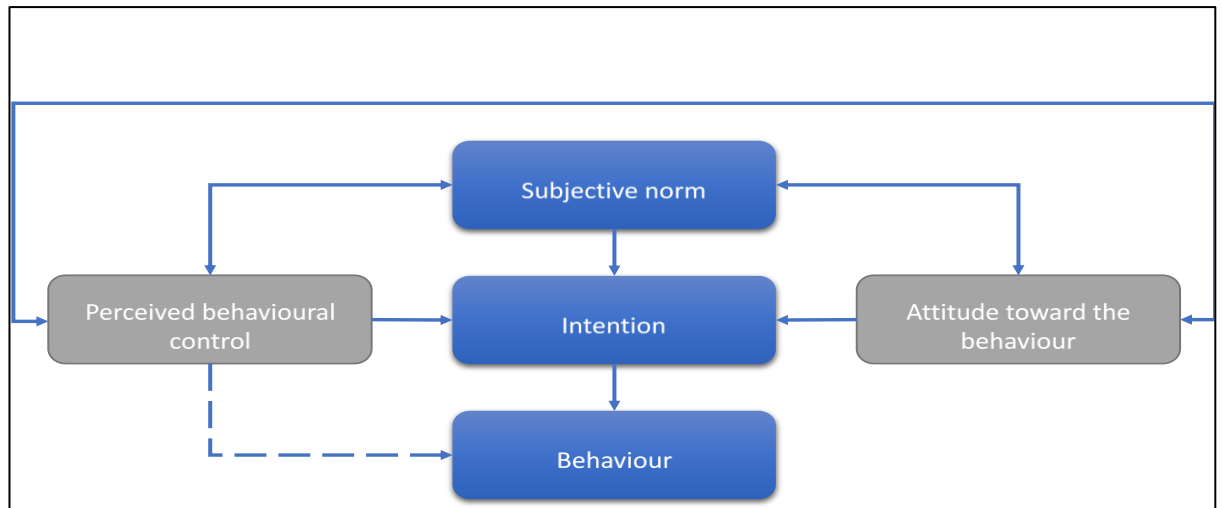 Subjective norm
Perceived behavioural
control
Intention
Attitude toward the
behaviour
Behaviour